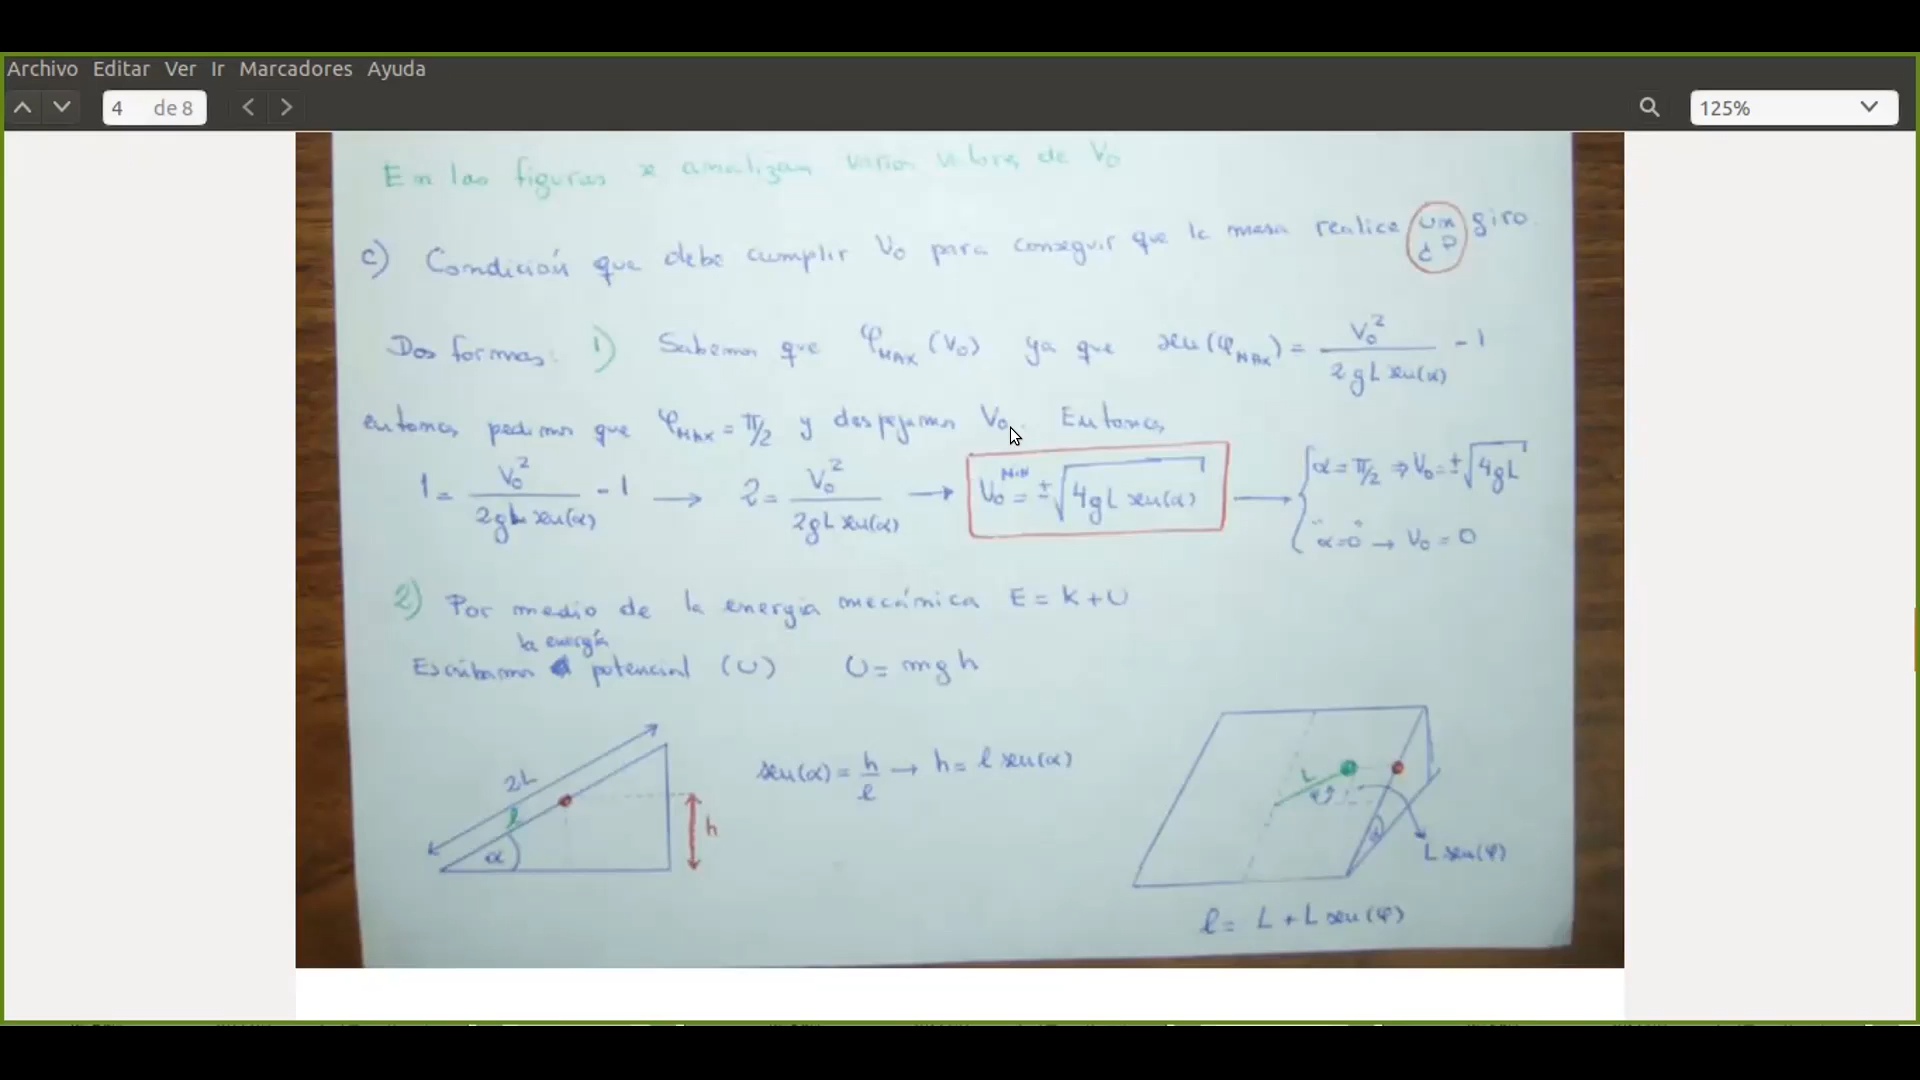 Archivo Editar Ver Ir Marcadores Ayuda
4 de 8
125%
En las figuras se analizan varios valores de V₀
c) Condición que debe cumplir V₀ para conseguir que la masa realice un giro.
¿?
Dos formas: 1) Sabemos que φ_MAX (V₀) ya que sen(φ_MAX) = V₀² / 2gL sen(α) - 1
entonces pedimos que φ_MAX = π/2 y despejamos V₀. Entonces
1 = V₀² / 2gL sen(α) - 1 → 2 = V₀² / 2gL sen(α) → V₀^MIN = ±√4gL sen(α) → { α = π/2 ⇒ V₀ = ±√4gL
"α=0" → V₀ = 0
2) Por medio de la energía mecánica E = K + U
la energía
Escribamos potencial (U) U = mgh
2L
l
α
h
sen(α) = h / l → h = l sen(α)
L
φ
α
L sen(φ)
l = L + L sen(φ)